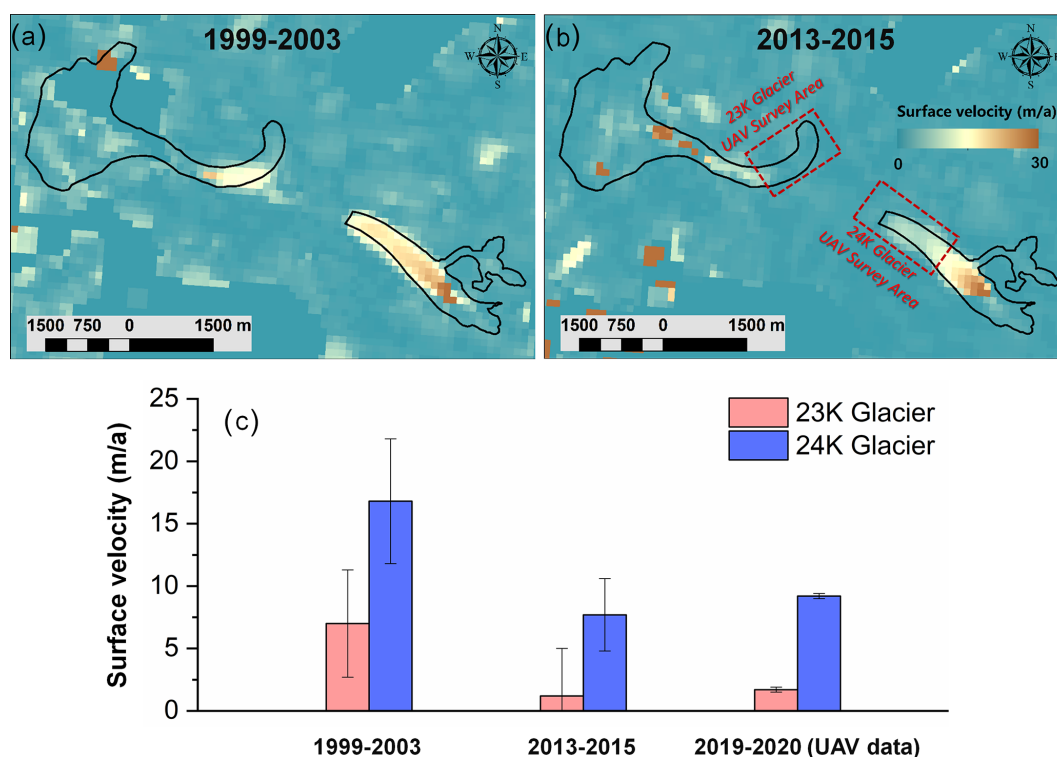 (a)
1999-2003
N
W E
S
1500 750 0 1500 m
(b)
2013-2015
N
W E
S
23K Glacier
UAV Survey Area
Surface velocity (m/a)
0 30
24K Glacier
UAV Survey Area
1500 750 0 1500 m
(c)
23K Glacier
24K Glacier
Surface velocity (m/a)
25
20
15
10
5
0
1999-2003 2013-2015 2019-2020 (UAV data)